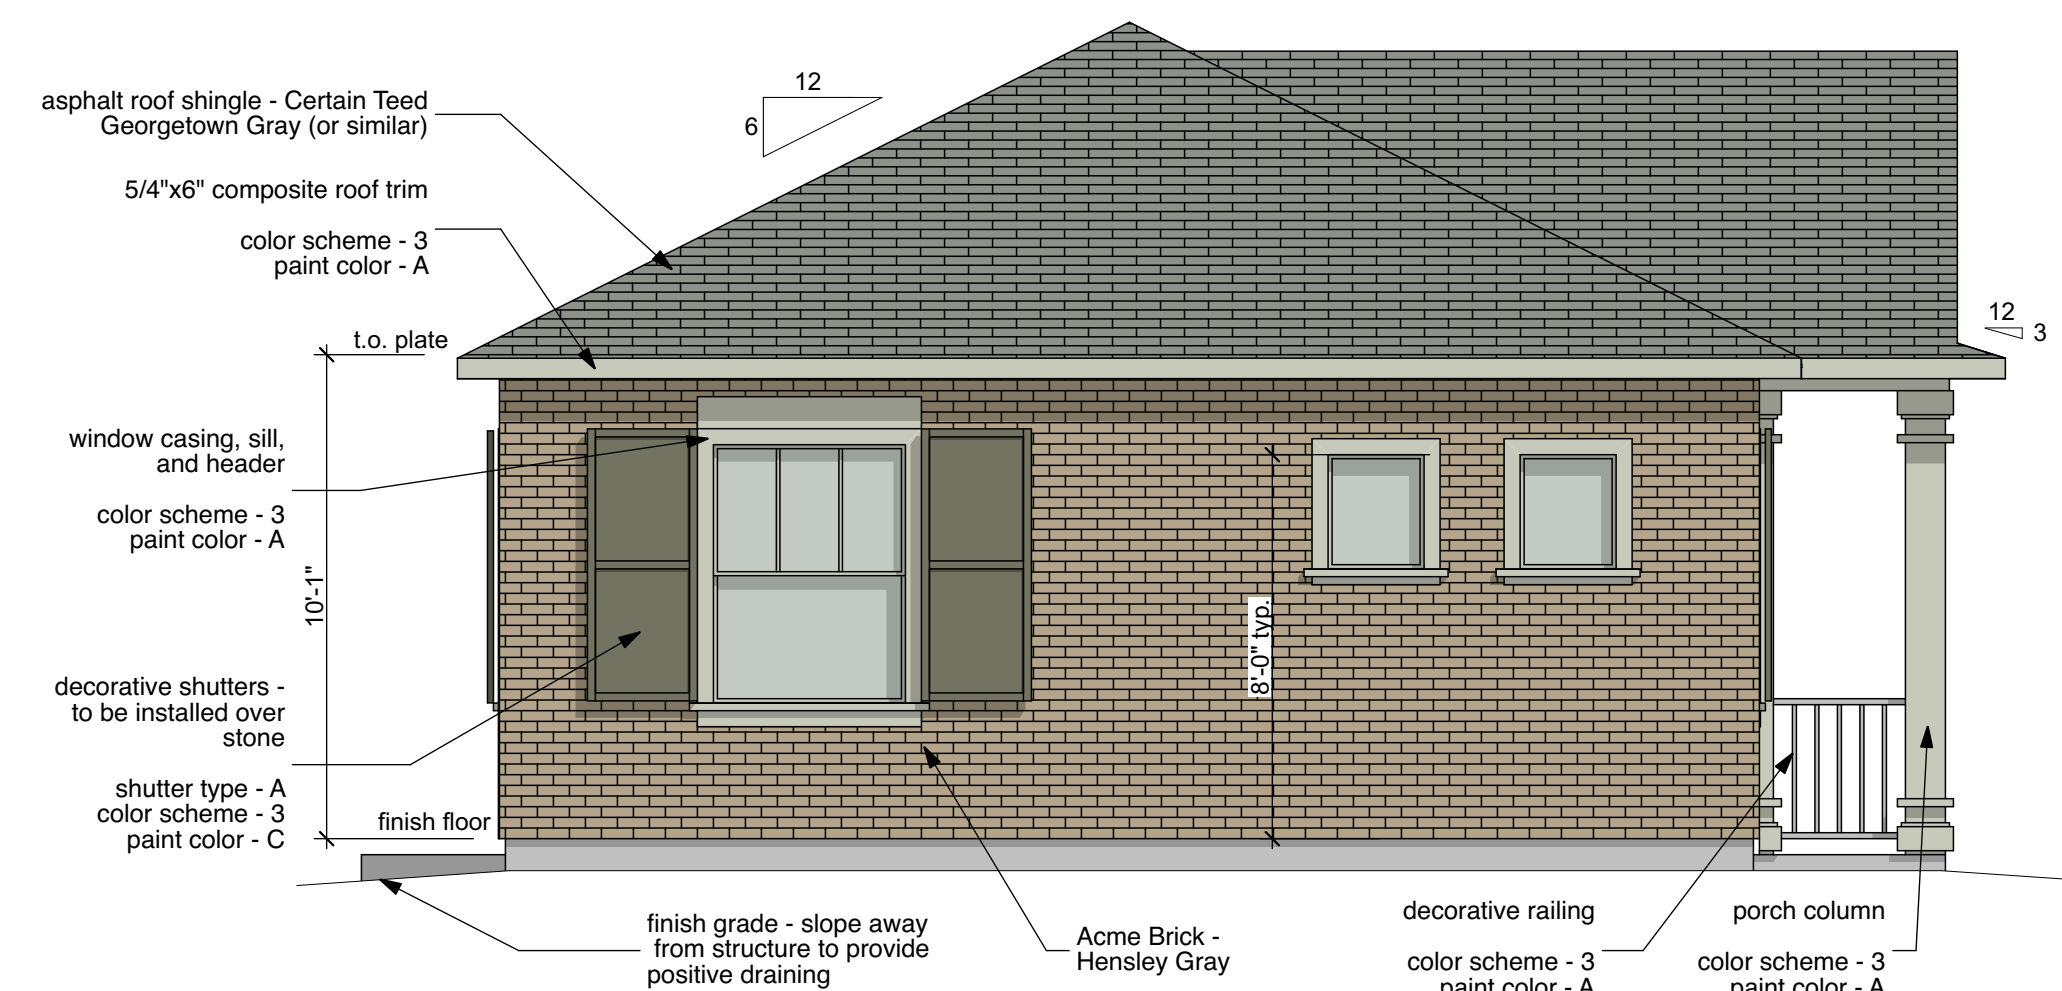 asphalt roof shingle - Certain Teed
Georgetown Gray (or similar)
12
6
5/4"x6" composite roof trim
color scheme - 3
paint color - A
12
3
t.o. plate
window casing, sill,
and header
color scheme - 3
paint color - A
10'-1"
8'-0" typ.
decorative shutters -
to be installed over
stone
shutter type - A
color scheme - 3
paint color - C
finish floor
finish grade - slope away
from structure to provide
positive draining
Acme Brick -
Hensley Gray
decorative railing
color scheme - 3
paint color - A
porch column
color scheme - 3
paint color - A